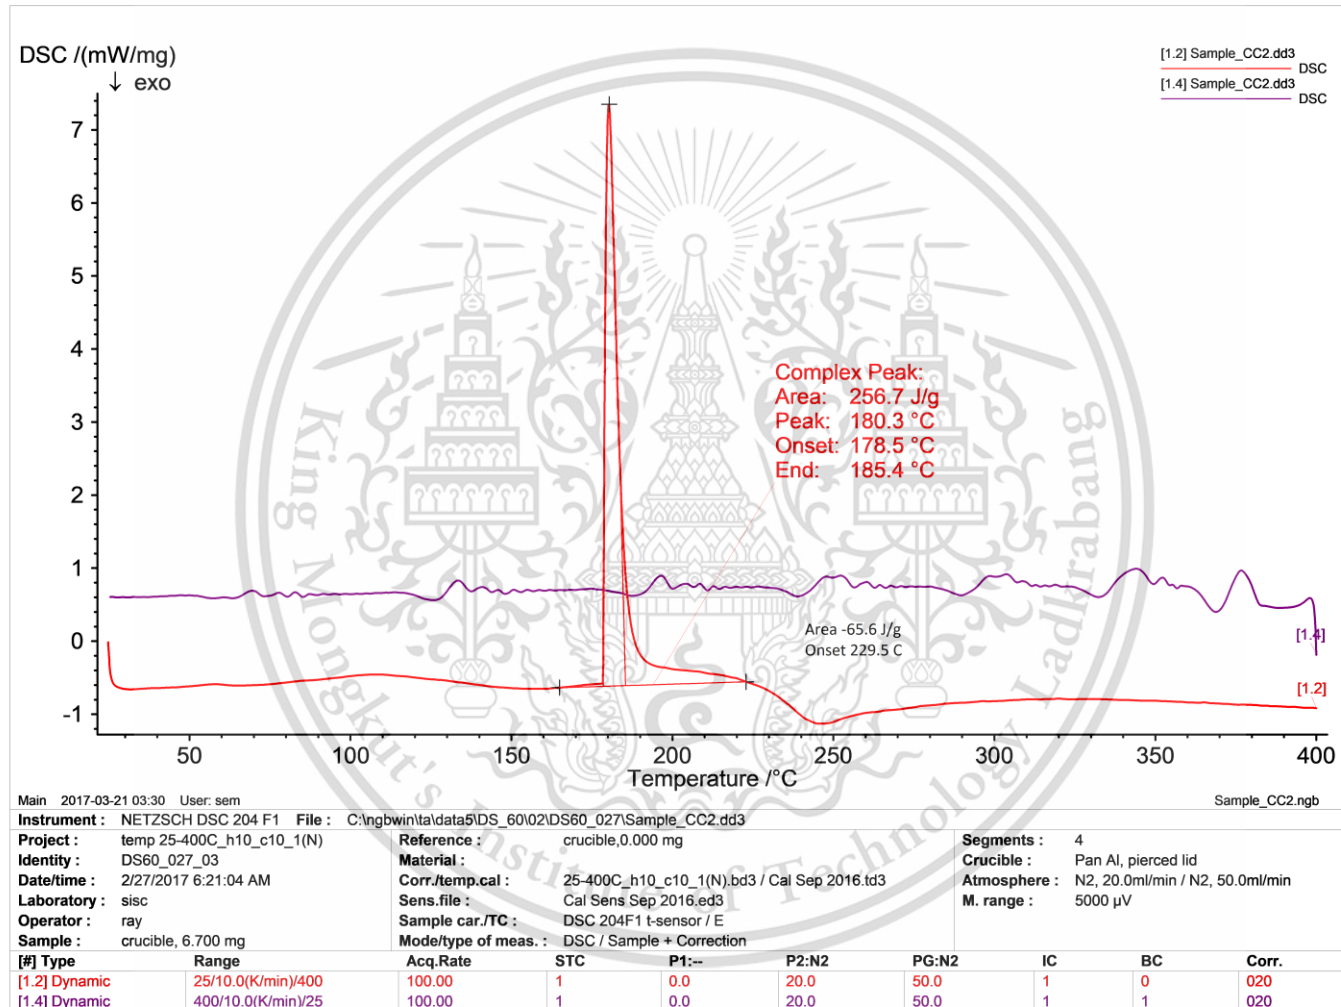 DSC /(mW/mg)
↓ exo
[1.2] Sample_CC2.dd3
DSC
[1.4] Sample_CC2.dd3
DSC
7
6
5
4
3
2
1
0
-1
Complex Peak:
Area: 256.7 J/g
Peak: 180.3 °C
Onset: 178.5 °C
End: 185.4 °C
Area -65.6 J/g
Onset 229.5 C
[1.4]
[1.2]
50 100 150 200 250 300 350 400
Temperature /°C
King Mongkut's Institute of Technology Ladkrabang
Main 2017-03-21 03:30 User: sem
Sample_CC2.ngb
Instrument : NETZSCH DSC 204 F1 File : C:\ngbwin\ta\data5\DS_60\02\DS60_027\Sample_CC2.dd3
Project : temp 25-400C_h10_c10_1(N) Reference : crucible,0.000 mg Segments : 4
Identity : DS60_027_03 Material : Crucible : Pan Al, pierced lid
Date/time : 2/27/2017 6:21:04 AM Corr./temp.cal : 25-400C_h10_c10_1(N).bd3 / Cal Sep 2016.td3 Atmosphere : N2, 20.0ml/min / N2, 50.0ml/min
Laboratory : sisc Sens.file : Cal Sens Sep 2016.ed3 M. range : 5000 µV
Operator : ray Sample car./TC : DSC 204F1 t-sensor / E
Sample : crucible, 6.700 mg Mode/type of meas. : DSC / Sample + Correction
[#] Type Range Acq.Rate STC P1:-- P2:N2 PG:N2 IC BC Corr.
[1.2] Dynamic 25/10.0(K/min)/400 100.00 1 0.0 20.0 50.0 1 0 020
[1.4] Dynamic 400/10.0(K/min)/25 100.00 1 0.0 20.0 50.0 1 1 020